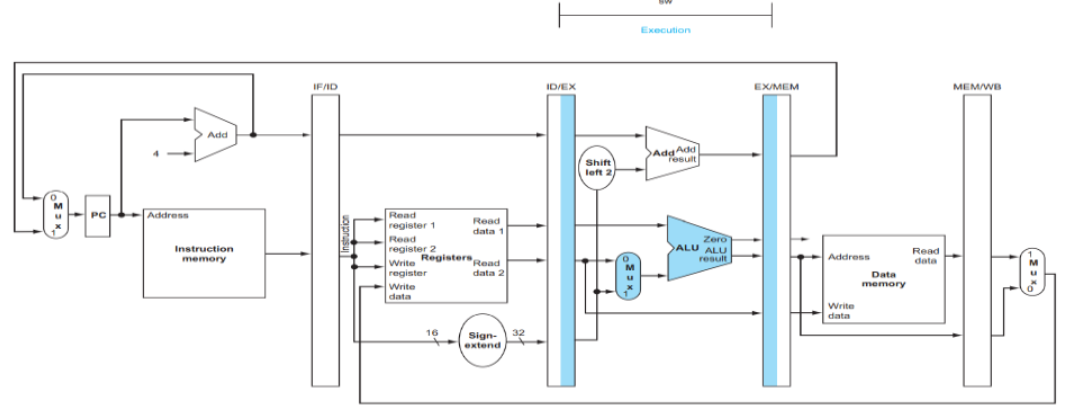 sw
Execution
IF/ID
ID/EX
EX/MEM
MEM/WB
Add
4
Shift
left 2
Add Add
result
0
M
u
x
1
PC
Address
Instruction
memory
Instruction
Read
register 1
Read
register 2
Write
register
Write
data
Registers
Read
data 1
Read
data 2
16
Sign-
extend
32
0
M
u
x
1
ALU
Zero
ALU
result
Address
Read
data
Data
memory
Write
data
1
M
u
x
0